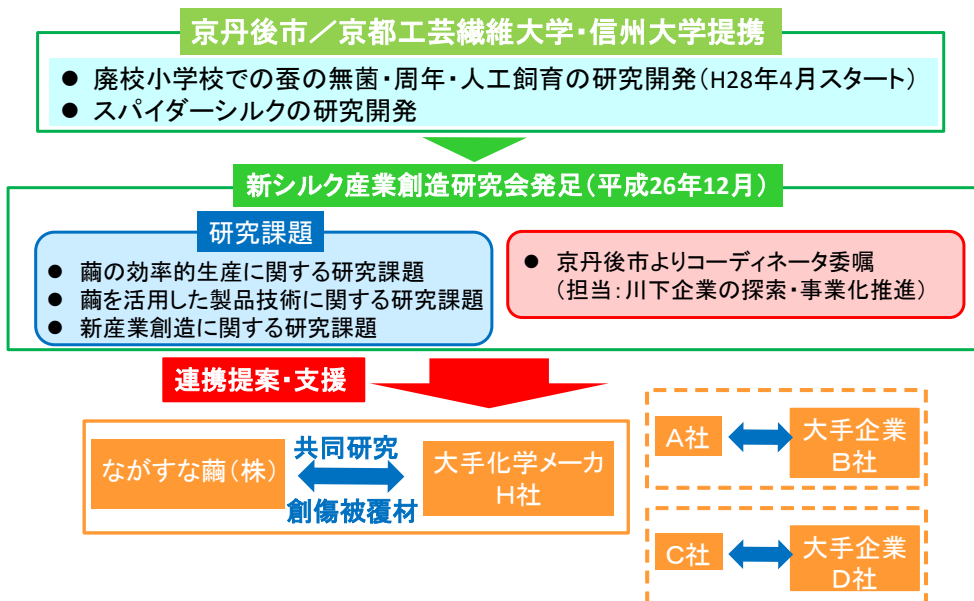 京丹後市／京都工芸繊維大学・信州大学提携
● 廃校小学校での蚕の無菌・周年・人工飼育の研究開発（H28年4月スタート）
● スパイダーシルクの研究開発
新シルク産業創造研究会発足（平成26年12月）
研究課題
● 繭の効率的生産に関する研究課題
● 繭を活用した製品技術に関する研究課題
● 新産業創造に関する研究課題
● 京丹後市よりコーディネータ委嘱
（担当：川下企業の探索・事業化推進）
連携提案・支援
ながすな繭（株）
共同研究
創傷被覆材
大手化学メーカ
H社
A社
大手企業
B社
C社
大手企業
D社